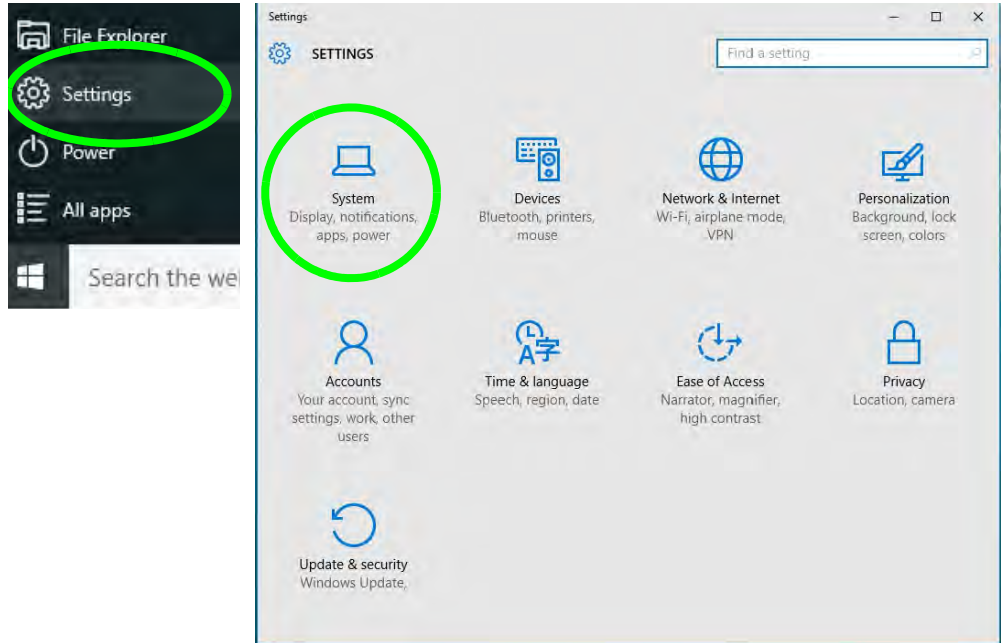 File Explorer
Settings
Power
All apps
Search the we
Settings
SETTINGS
Find a setting
System
Display, notifications,
apps, power
Devices
Bluetooth, printers,
mouse
Network & Internet
Wi-Fi, airplane mode,
VPN
Personalization
Background, lock
screen, colors
Accounts
Your account, sync
settings, work, other
users
Time & language
Speech, region, date
Ease of Access
Narrator, magnifier,
high contrast
Privacy
Location, camera
Update & security
Windows Update,